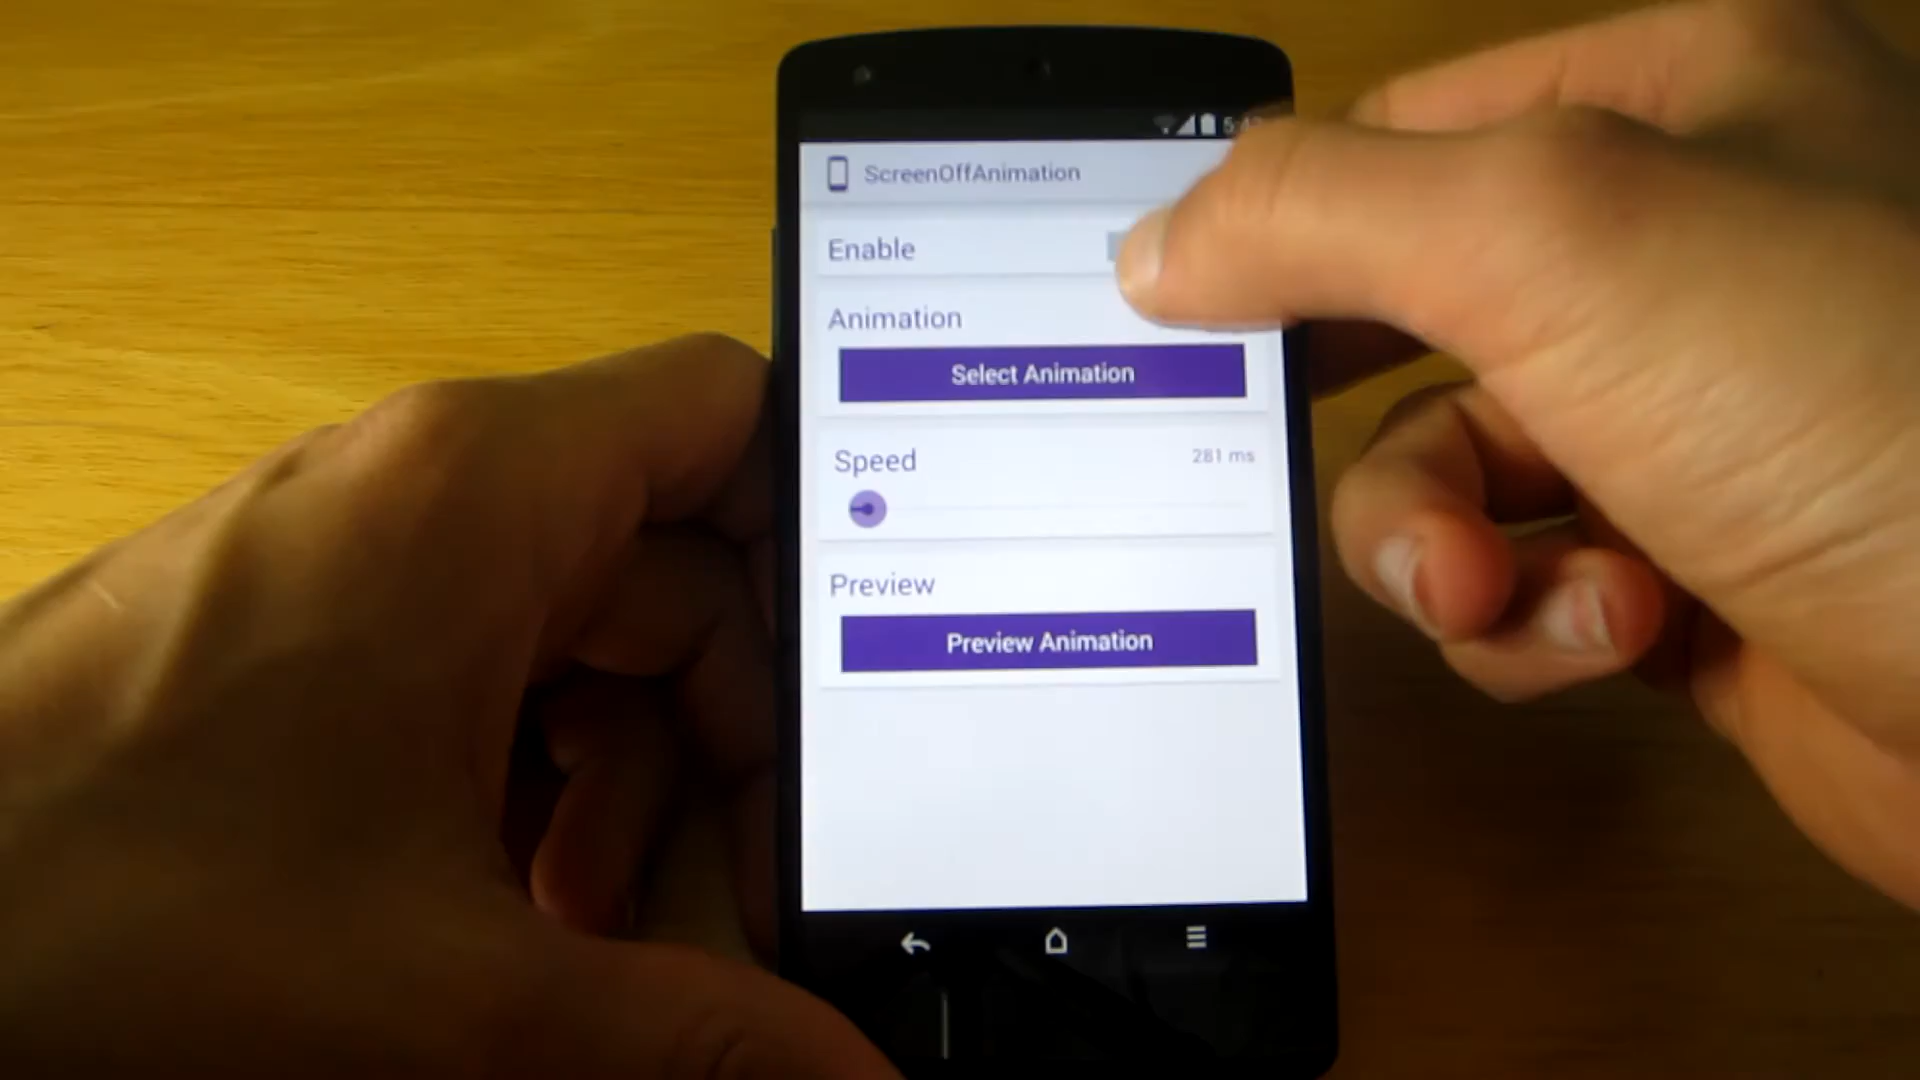 ScreenOffAnimation
Enable
Animation
Select Animation
Speed
281 ms
Preview
Preview Animation